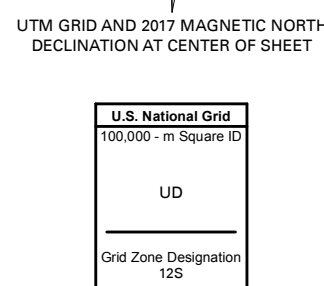 UTM GRID AND 2017 MAGNETIC NORTH
DECLINATION AT CENTER OF SHEET
U.S. National Grid
100,000 - m Square ID
UD
Grid Zone Designation
12S